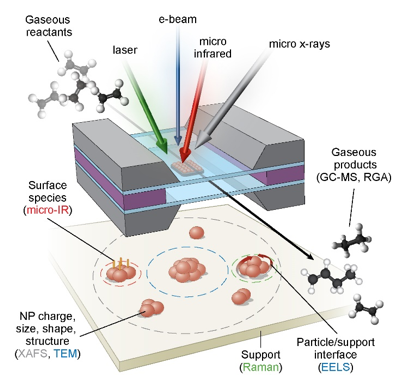 Gaseous
reactants
e-beam
laser
micro
infrared
micro x-rays
Gaseous
products
(GC-MS, RGA)
Surface
species
(micro-IR)
NP charge,
size, shape,
structure
(XAFS, TEM)
Support
(Raman)
Particle/support
interface
(EELS)